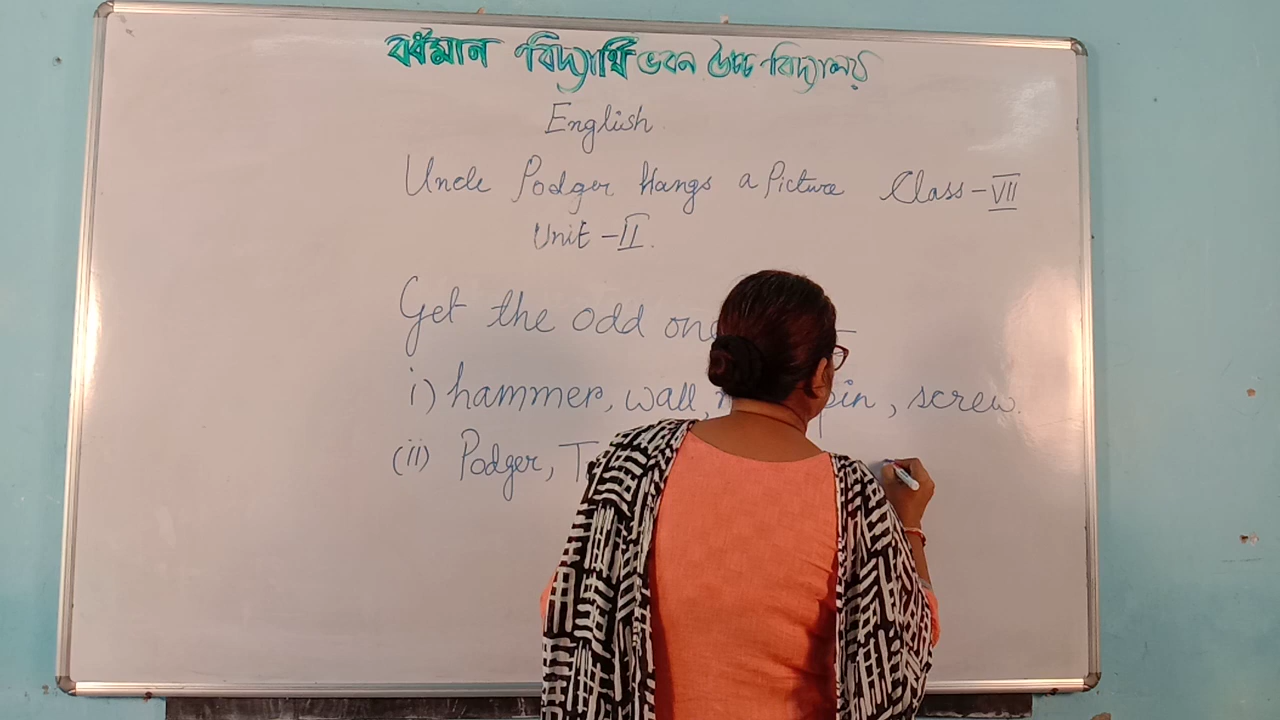 বর্ধমান বিদ্যার্থি ভবন উচ্চ বিদ্যালয়
English
Uncle Podger Hangs a Picture Class - VII
Unit - II.
Get the odd one
i) hammer, wall, pin, screw.
(ii) Podger,